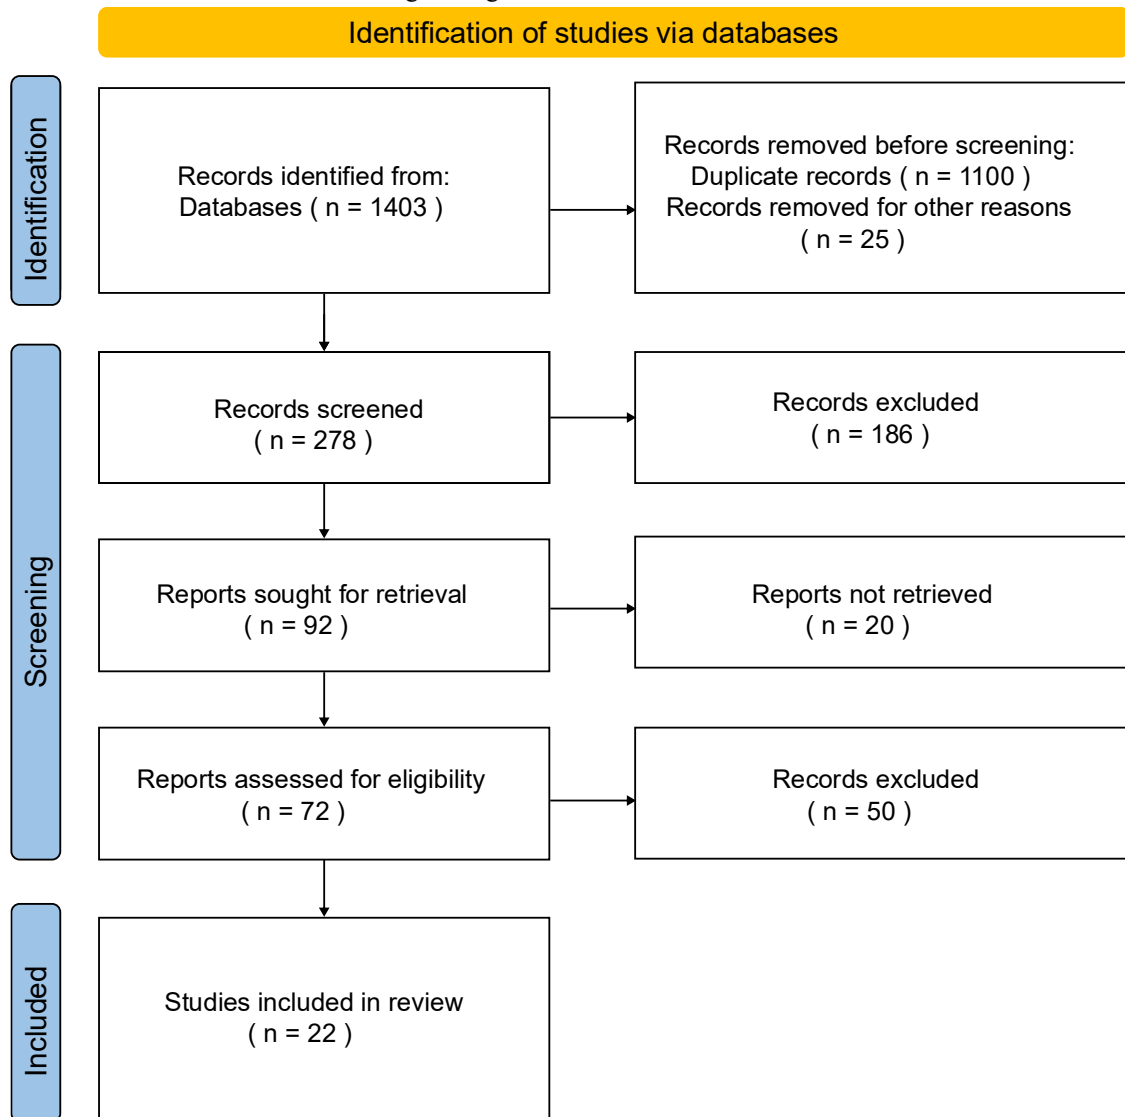 Identification of studies via databases
Identification
Records identified from:
Databases ( n = 1403 )
Records removed before screening:
Duplicate records ( n = 1100 )
Records removed for other reasons
( n = 25 )
Screening
Records screened
( n = 278 )
Records excluded
( n = 186 )
Reports sought for retrieval
( n = 92 )
Reports not retrieved
( n = 20 )
Reports assessed for eligibility
( n = 72 )
Records excluded
( n = 50 )
Included
Studies included in review
( n = 22 )